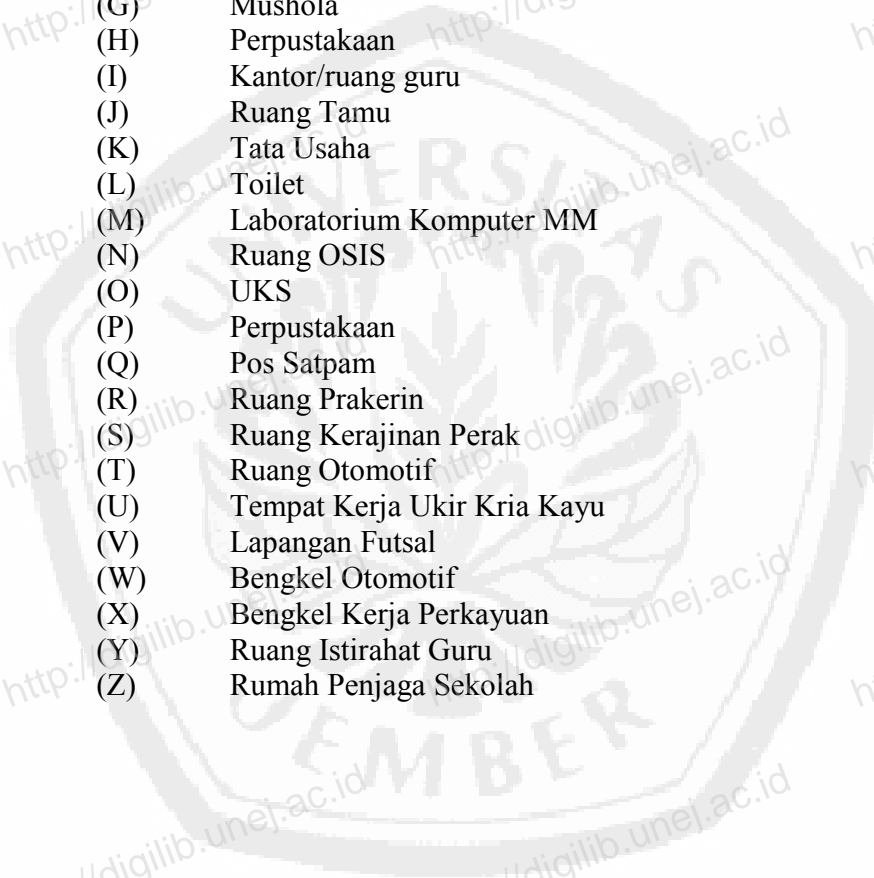 (G) Mushola
(H) Perpustakaan
(I) Kantor/ruang guru
(J) Ruang Tamu
(K) Tata Usaha
(L) Toilet
(M) Laboratorium Komputer MM
(N) Ruang OSIS
(O) UKS
(P) Perpustakaan
(Q) Pos Satpam
(R) Ruang Prakerin
(S) Ruang Kerajinan Perak
(T) Ruang Otomotif
(U) Tempat Kerja Ukir Kria Kayu
(V) Lapangan Futsal
(W) Bengkel Otomotif
(X) Bengkel Kerja Perkayuan
(Y) Ruang Istirahat Guru
(Z) Rumah Penjaga Sekolah